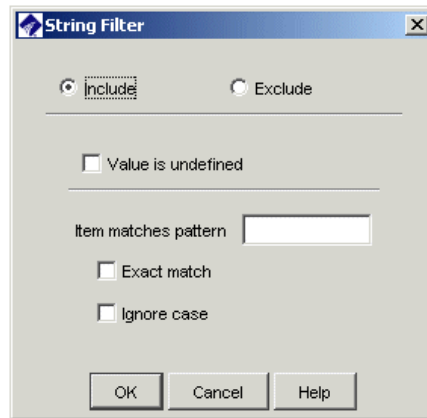 String Filter
Include Exclude
Value is undefined
Item matches pattern
Exact match
Ignore case
OK Cancel Help